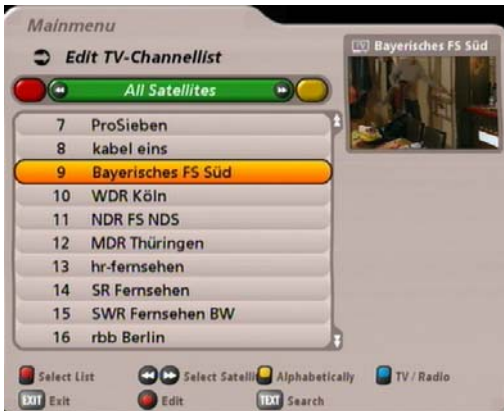 Mainmenu
Edit TV-Channellist
TV Bayerisches FS Süd
All Satellites
7 ProSieben
8 kabel eins
9 Bayerisches FS Süd
10 WDR Köln
11 NDR FS NDS
12 MDR Thüringen
13 hr-fernsehen
14 SR Fernsehen
15 SWR Fernsehen BW
16 rbb Berlin
Select List Select Satelli Alphabetically TV / Radio
EXIT Exit Edit TEXT Search